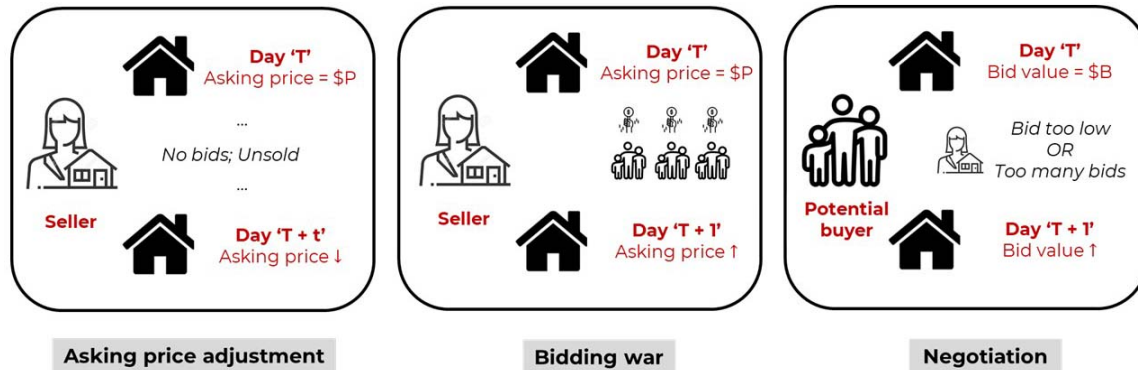 Day ‘T’
Asking price = $P
...
No bids; Unsold
...
Seller
Day ‘T + t’
Asking price ↓
Asking price adjustment
Day ‘T’
Asking price = $P
Seller
Day ‘T + 1’
Asking price ↑
Bidding war
Day ‘T’
Bid value = $B
Bid too low
OR
Too many bids
Potential
buyer
Day ‘T + 1’
Bid value ↑
Negotiation